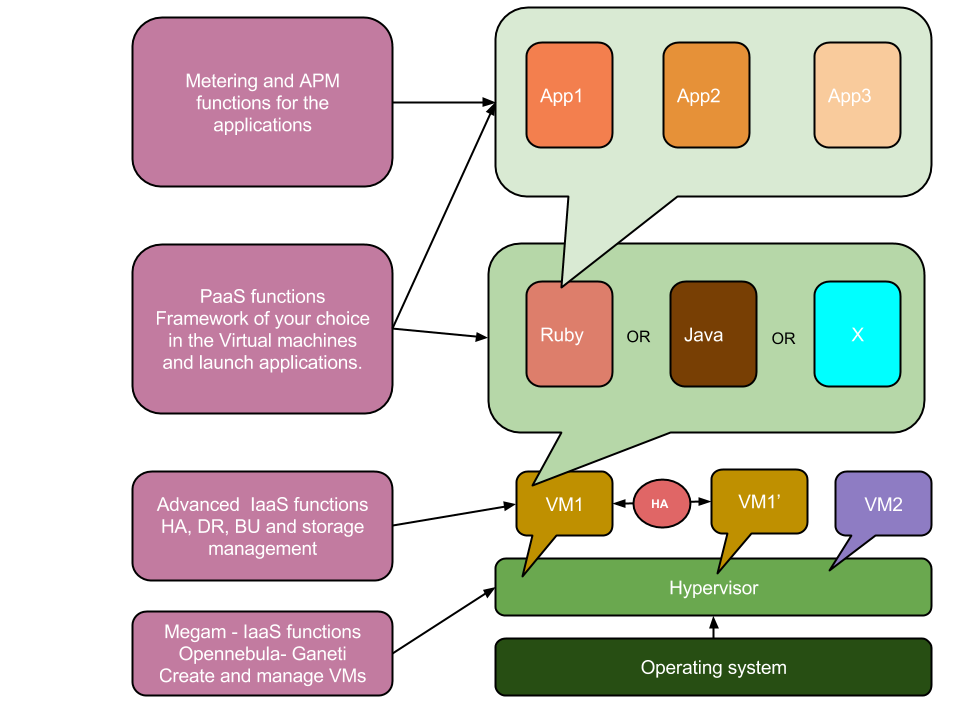 Metering and APM
functions for the
applications
App1
App2
App3
PaaS functions
Framework of your choice
in the Virtual machines
and launch applications.
Ruby
OR
Java
OR
X
Advanced  IaaS functions
HA, DR, BU and storage
management
VM1
HA
VM1’
VM2
Megam - IaaS functions
Opennebula- Ganeti
Create and manage VMs
Hypervisor
Operating system